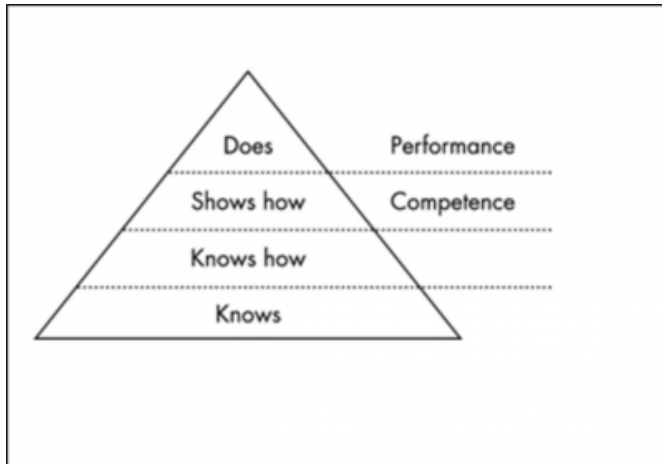 Does Performance
Shows how Competence
Knows how
Knows